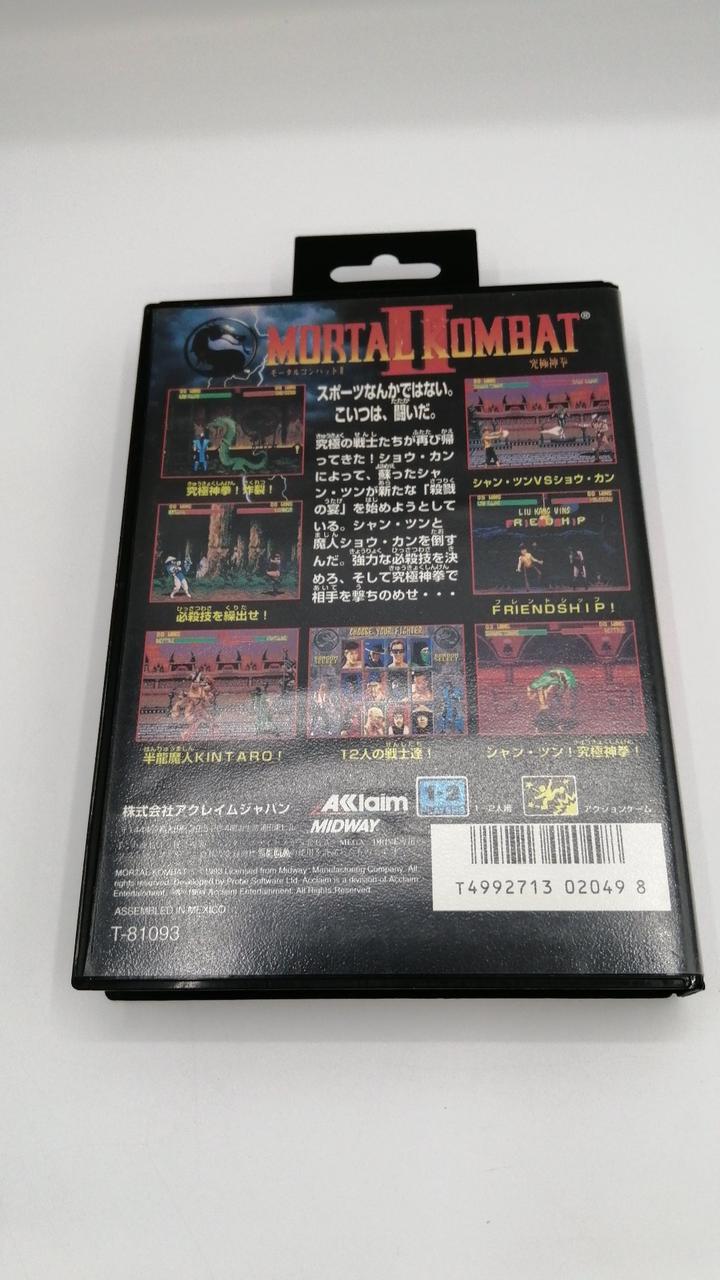 MORTAL KOMBAT®
II
モータルコンバットII
究極神拳
スポーツなんかではない。
こいつは、闘いだ。
究極の戦士たちが再び帰
ってきた！ショウ・カン
によって、蘇ったシャ
ン・ツンが新たな「殺戮
の宴」を始めようとして
いる。シャン・ツンと
魔人ショウ・カンを倒す
んだ。強力な必殺技を決
めろ、そして究極神拳で
相手を撃ちのめせ・・・
究極神拳！炸裂！
シャン・ツンVSショウ・カン
必殺技を繰出せ！
LIU KANG WINS
FRIENDSHIP！
半龍魔人KINTARO！
CHOOSE YOUR FIGHTER
12人の戦士達！
シャン・ツン！究極神拳！
株式会社アクレイムジャパン
AKKlaim
MIDWAY
1-2
1-2人用
アクションゲーム
MORTAL KOMBAT II © 1993 Licensed from Midway Manufacturing Company. All
rights reserved. Developed by Probe Software Ltd. Acclaim is a division of Acclaim
Entertainment, © 1994 Acclaim Entertainment. All Rights Reserved.
ASSEMBLED IN MEXICO
T-81093
T4992713 02049 8